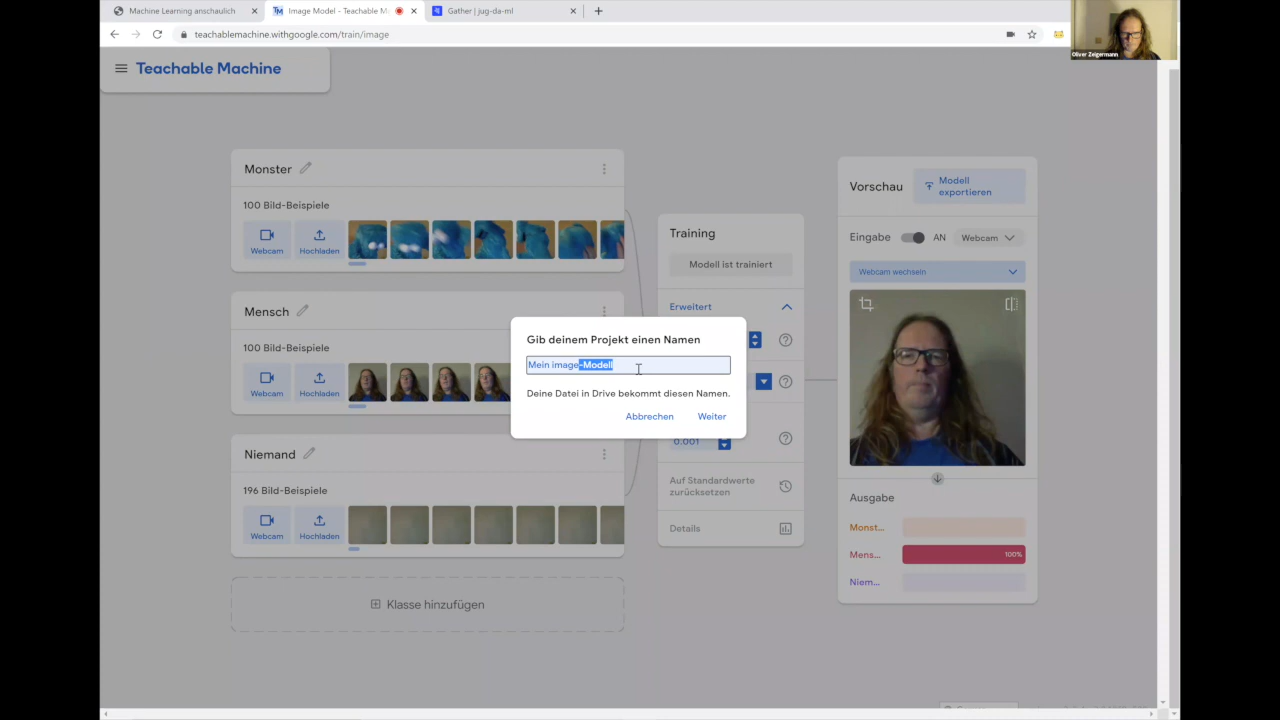 Machine Learning anschaulich
Image Model - Teachable M
Gather | jug-da-ml
teachablemachine.withgoogle.com/train/image
Oliver Zeigermann
Teachable Machine
Monster
100 Bild-Beispiele
Webcam
Hochladen
Mensch
100 Bild-Beispiele
Webcam
Hochladen
Niemand
196 Bild-Beispiele
Webcam
Hochladen
Klasse hinzufügen
Training
Modell ist trainiert
Erweitert
0.001
Auf Standardwerte
zurücksetzen
Details
Gib deinem Projekt einen Namen
Mein image-Modell
Deine Datei in Drive bekommt diesen Namen.
Abbrechen
Weiter
Vorschau
Modell
exportieren
Eingabe
AN
Webcam
Webcam wechseln
Ausgabe
Monst...
Mens...
100%
Niem...